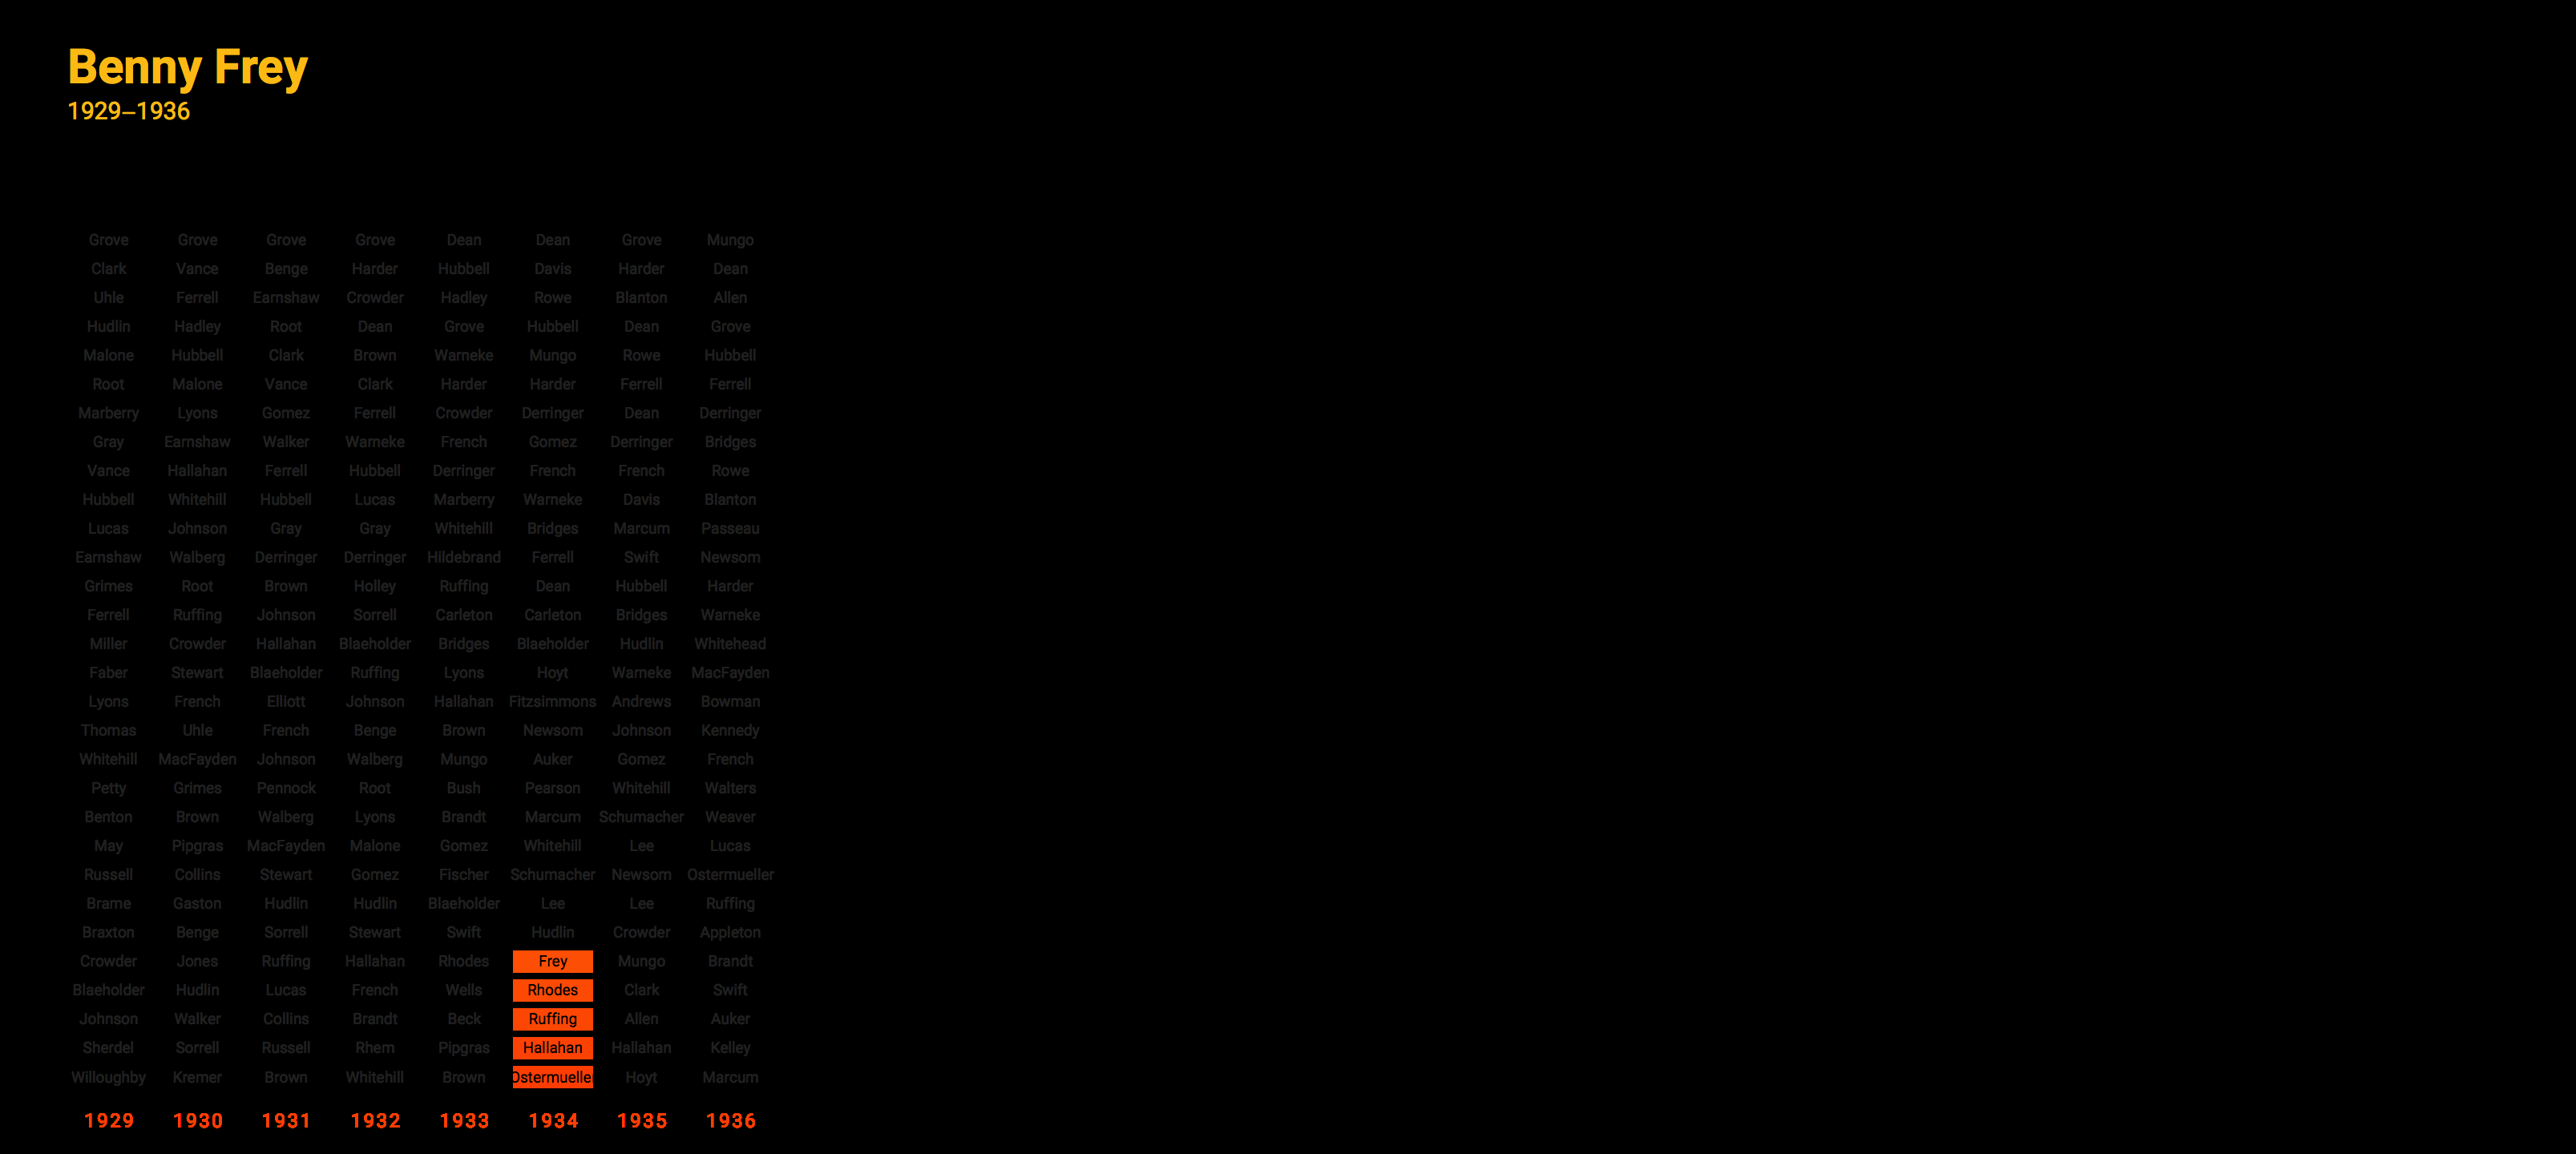 Benny Frey
1929–1936
Grove Grove Grove Grove Dean Dean Grove Mungo
Clark Vance Benge Harder Hubbell Davis Harder Dean
Uhle Ferrell Earnshaw Crowder Hadley Rowe Blanton Allen
Hudlin Hadley Root Dean Grove Hubbell Dean Grove
Malone Hubbell Clark Brown Warneke Mungo Rowe Hubbell
Root Malone Vance Clark Harder Harder Ferrell Ferrell
Marberry Lyons Gomez Ferrell Crowder Derringer Dean Derringer
Gray Earnshaw Walker Warneke French Gomez Derringer Bridges
Vance Hallahan Ferrell Hubbell Derringer French French Rowe
Hubbell Whitehill Hubbell Lucas Marberry Warneke Davis Blanton
Lucas Johnson Gray Gray Whitehill Bridges Marcum Passeau
Earnshaw Walberg Derringer Derringer Hildebrand Ferrell Swift Newsom
Grimes Root Brown Holley Ruffing Dean Hubbell Harder
Ferrell Ruffing Johnson Sorrell Carleton Carleton Bridges Warneke
Miller Crowder Hallahan Blaeholder Bridges Blaeholder Hudlin Whitehead
Faber Stewart Blaeholder Ruffing Lyons Hoyt Warneke MacFayden
Lyons French Elliott Johnson Hallahan Fitzsimmons Andrews Bowman
Thomas Uhle French Benge Brown Newsom Johnson Kennedy
Whitehill MacFayden Johnson Walberg Mungo Auker Gomez French
Petty Grimes Pennock Root Bush Pearson Whitehill Walters
Benton Brown Walberg Lyons Brandt Marcum Schumacher Weaver
May Pipgras MacFayden Malone Gomez Whitehill Lee Lucas
Russell Collins Stewart Gomez Fischer Schumacher Newsom Ostermueller
Brame Gaston Hudlin Hudlin Blaeholder Lee Lee Ruffing
Braxton Benge Sorrell Stewart Swift Hudlin Crowder Appleton
Crowder Jones Ruffing Hallahan Rhodes Frey Mungo Brandt
Blaeholder Hudlin Lucas French Wells Rhodes Clark Swift
Johnson Walker Collins Brandt Beck Ruffing Allen Auker
Sherdel Sorrell Russell Rhem Pipgras Hallahan Hallahan Kelley
Willoughby Kremer Brown Whitehill Brown Ostermueller Hoyt Marcum
1929 1930 1931 1932 1933 1934 1935 1936